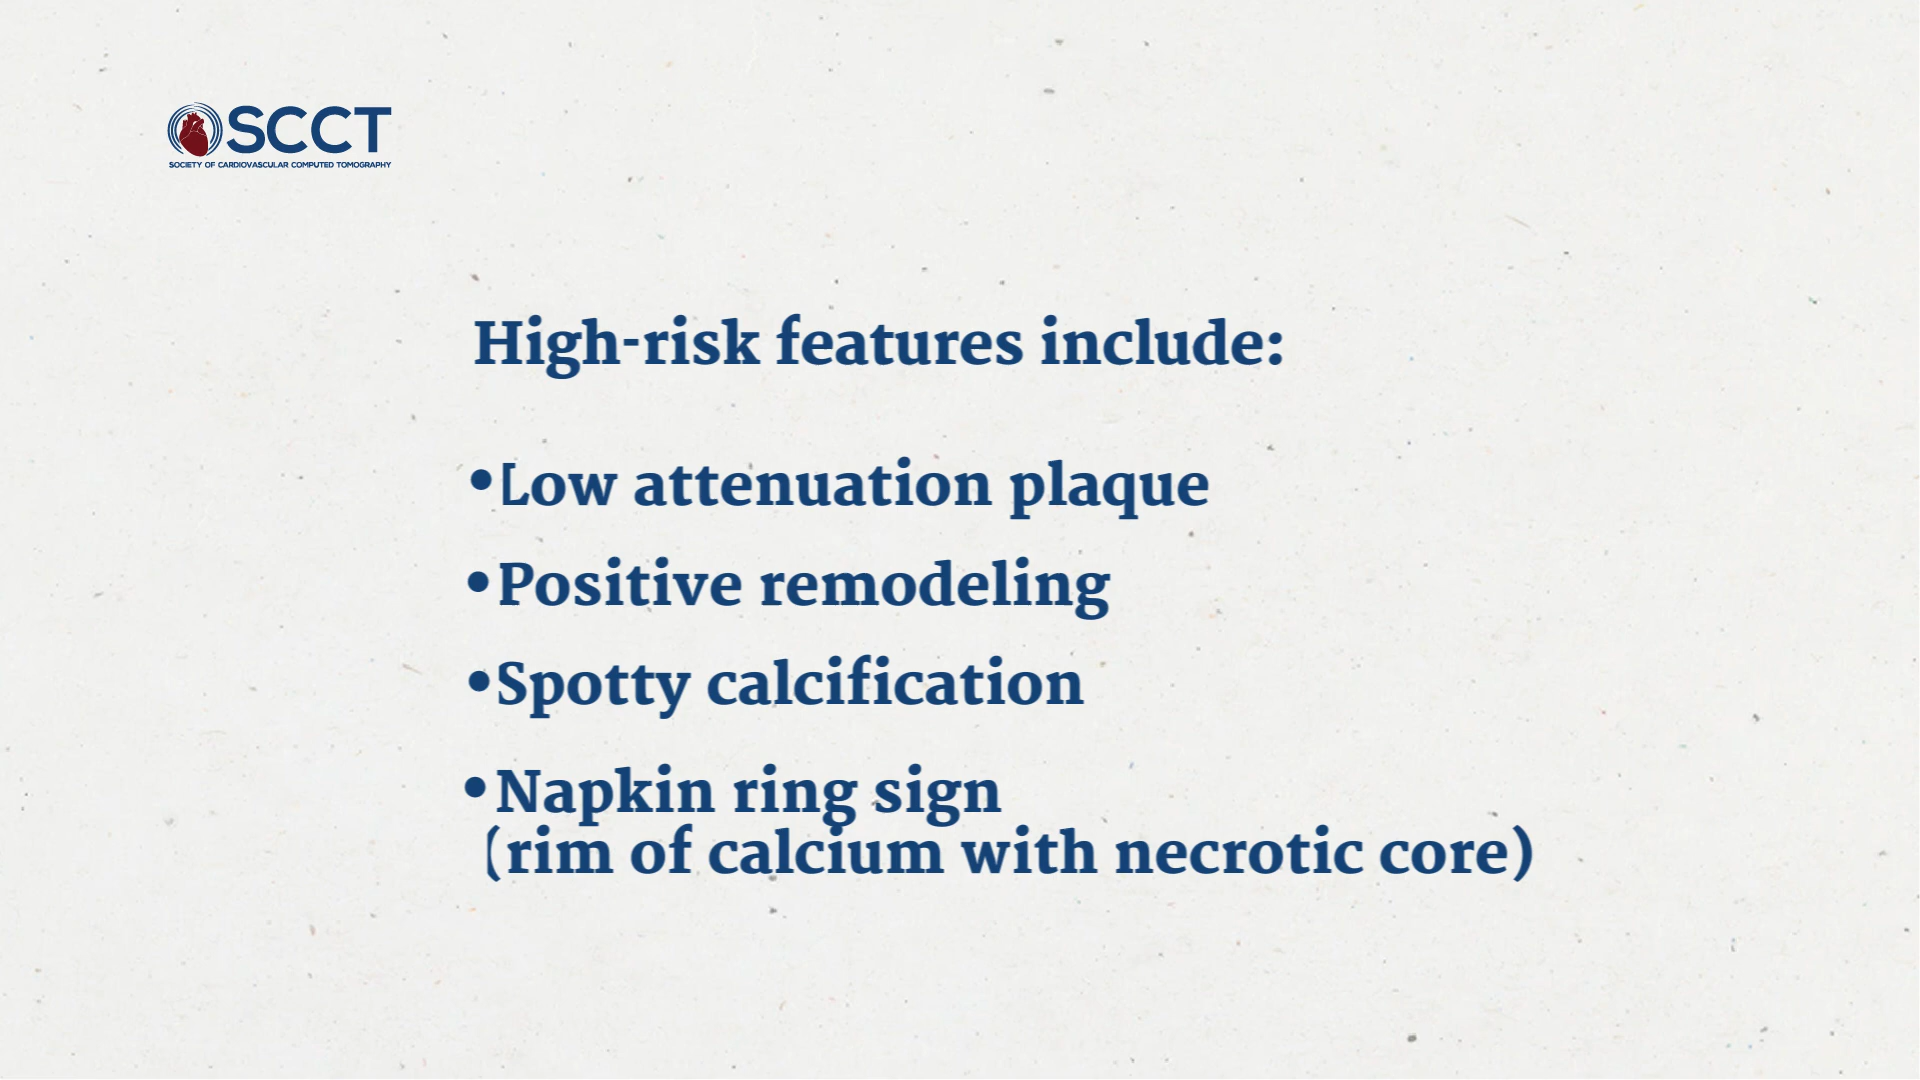 SCCT
SOCIETY OF CARDIOVASCULAR COMPUTED TOMOGRAPHY
High-risk features include:
•Low attenuation plaque
•Positive remodeling
•Spotty calcification
•Napkin ring sign
(rim of calcium with necrotic core)